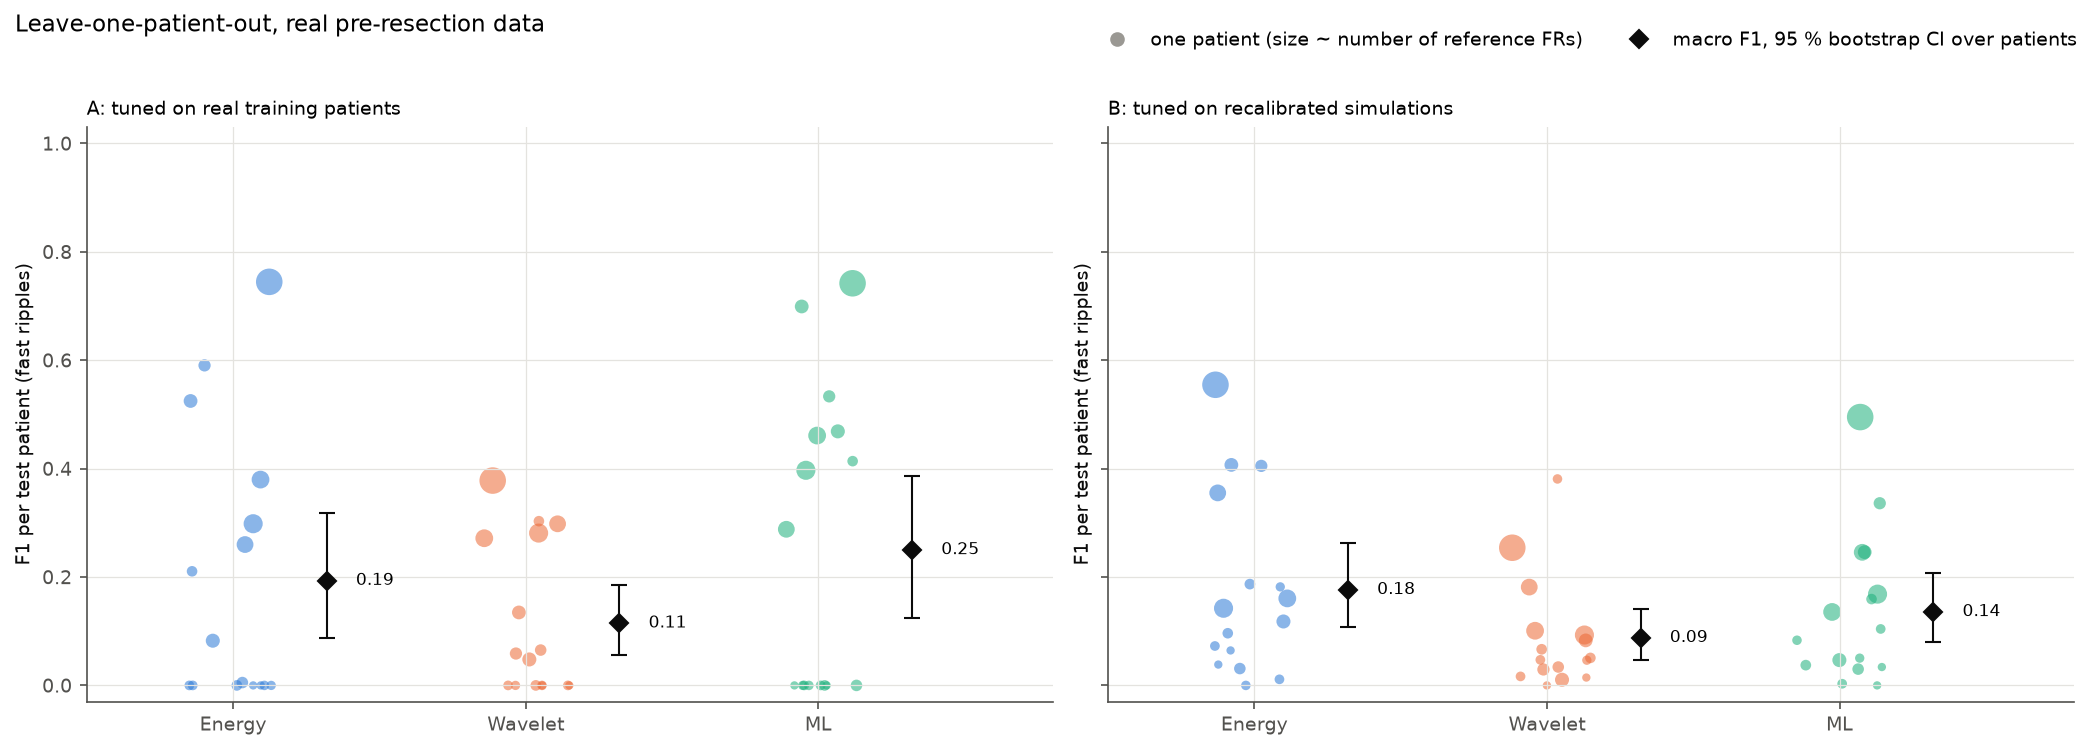 Leave-one-patient-out, real pre-resection data
one patient (size ~ number of reference FRs)
macro F1, 95 % bootstrap CI over patients
A: tuned on real training patients
F1 per test patient (fast ripples)
1.0
0.8
0.6
0.4
0.2
0.0
0.19
0.11
0.25
Energy
Wavelet
ML
B: tuned on recalibrated simulations
F1 per test patient (fast ripples)
0.18
0.09
0.14
Energy
Wavelet
ML